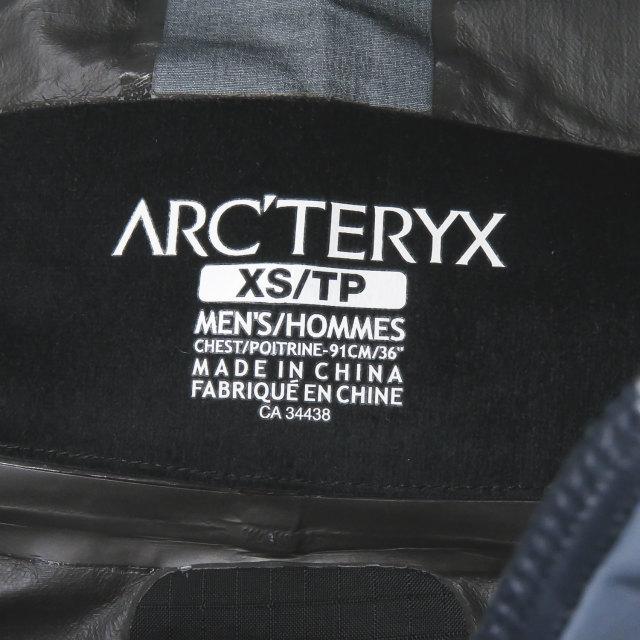 ARC'TERYX
XS/TP
MEN'S/HOMMES
CHEST/POITRINE-91CM/36"
MADE IN CHINA
FABRIQUÉ EN CHINE
CA 34438